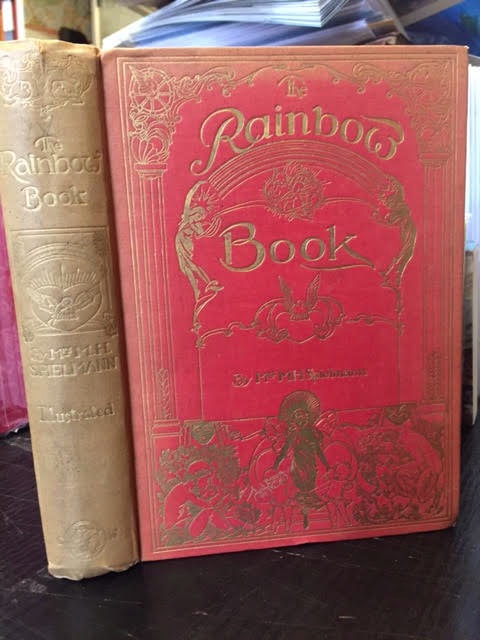 The
Rainbow
Book
By Mrs M.H.
SPIELMANN
Illustrated
The
Rainbow
Book
By Mrs M.H. Spielmann